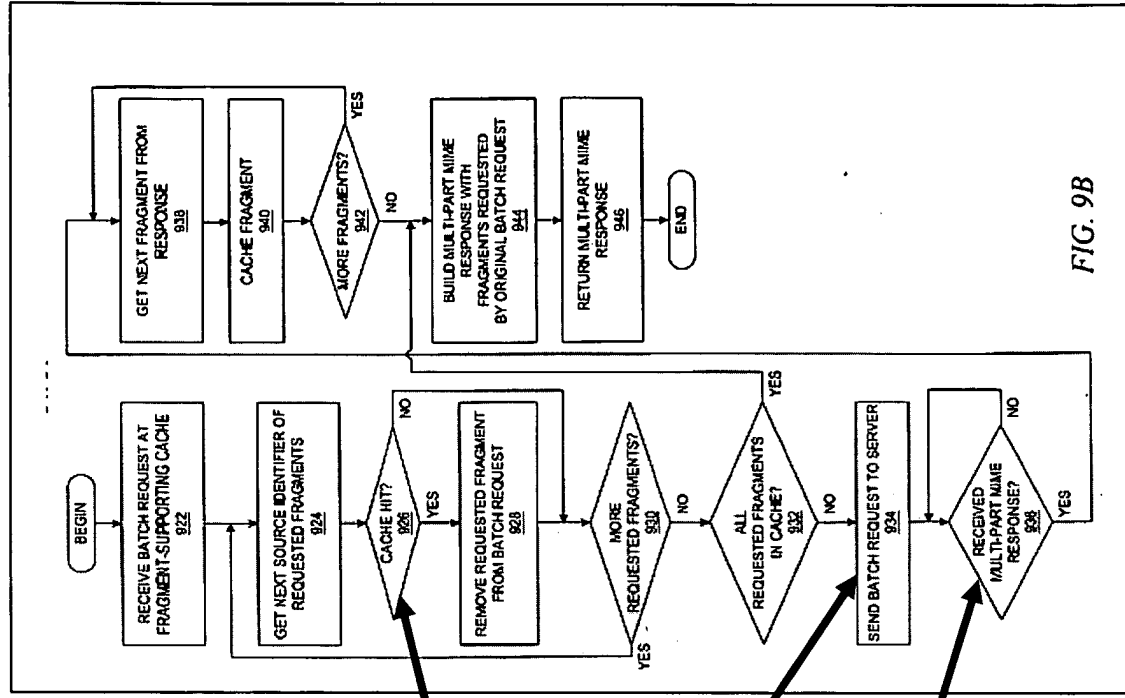 BEGIN
RECEIVE BATCH REQUEST AT
FRAGMENT-SUPPORTING CACHE
922
GET NEXT SOURCE IDENTIFIER OF
REQUESTED FRAGMENTS
924
CACHE HIT?
926
NO
YES
REMOVE REQUESTED FRAGMENT
FROM BATCH REQUEST
928
MORE
REQUESTED FRAGMENTS?
930
YES
NO
ALL
REQUESTED FRAGMENTS
IN CACHE?
932
YES
NO
SEND BATCH REQUEST TO SERVER
934
RECEIVED
MULTI-PART MIME
RESPONSE?
936
NO
YES
GET NEXT FRAGMENT FROM
RESPONSE
938
CACHE FRAGMENT
940
MORE FRAGMENTS?
942
YES
NO
BUILD MULTI-PART MIME
RESPONSE WITH
FRAGMENTS REQUESTED
BY ORIGINAL BATCH REQUEST
944
RETURN MULTI-PART MIME
RESPONSE
946
END
FIG. 9B